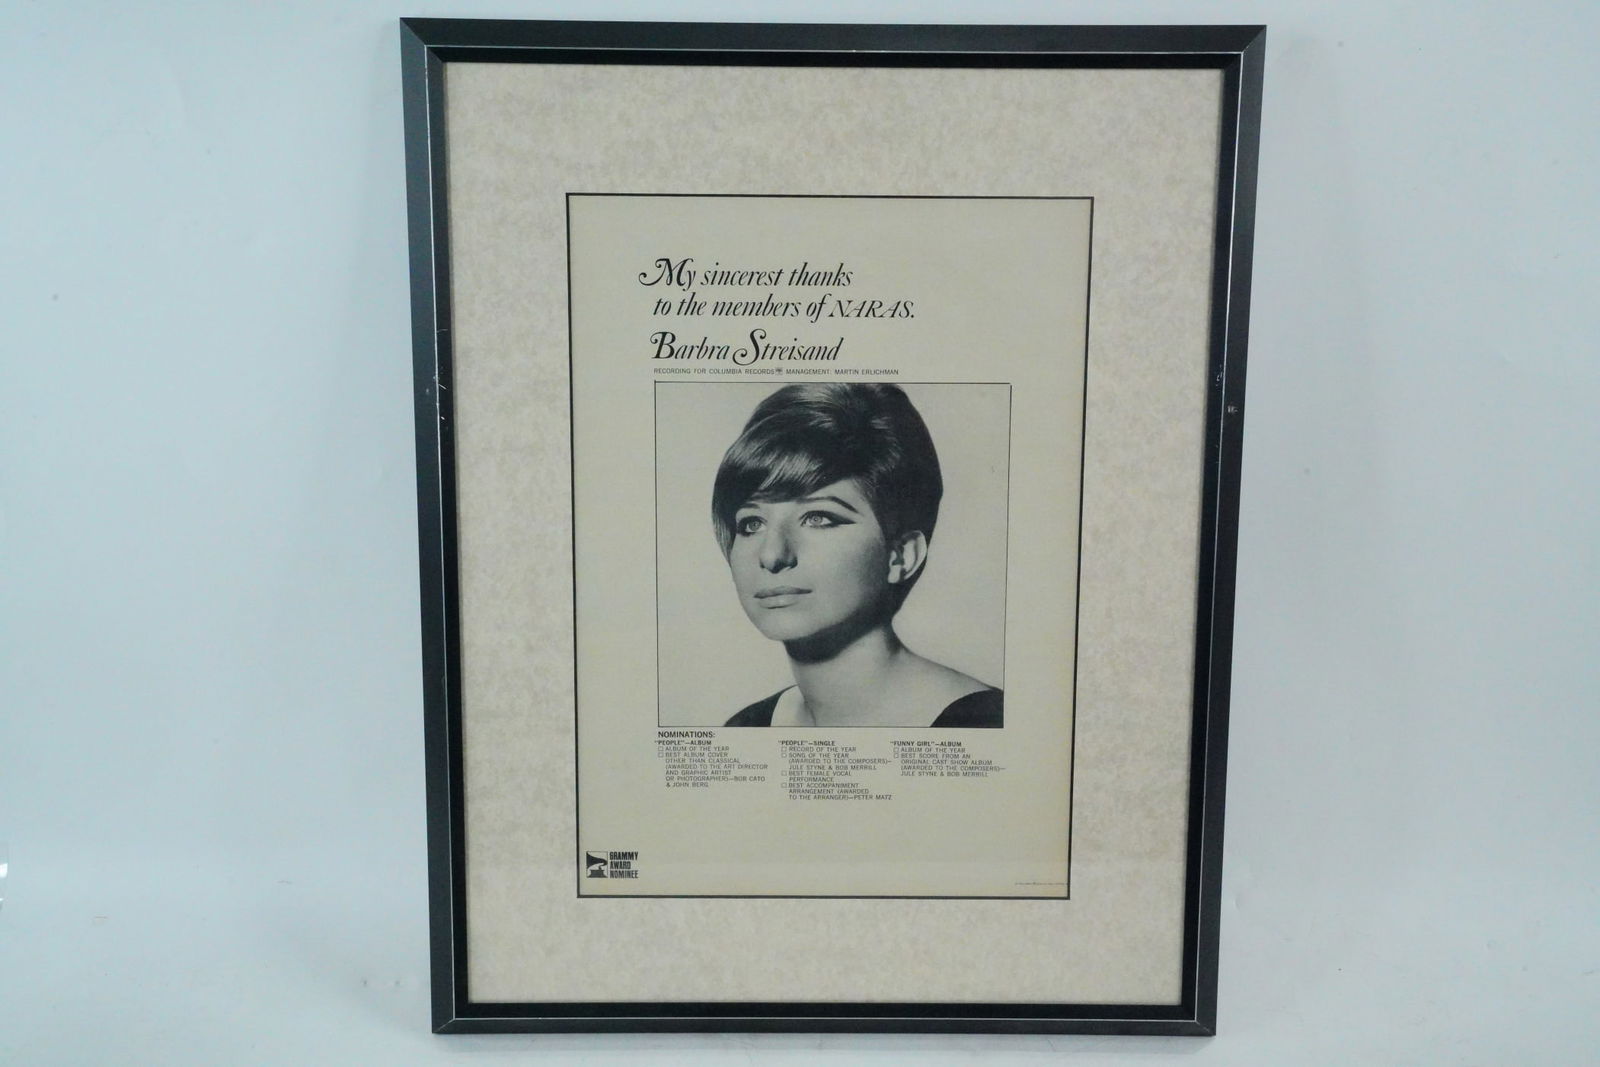 My sincerest thanks
to the members of NARAS.
Barbra Streisand
RECORDING FOR COLUMBIA RECORDS MANAGEMENT: MARTIN ERLICHMAN
NOMINATIONS:
"PEOPLE"—ALBUM
ALBUM OF THE YEAR
BEST ALBUM COVER
OTHER THAN CLASSICAL
(AWARDED TO THE ART DIRECTOR
AND GRAPHIC ARTIST
OR PHOTOGRAPHER)—BOB CATO
& JOHN BERG
"PEOPLE"—SINGLE
RECORD OF THE YEAR
SONG OF THE YEAR
(AWARDED TO THE COMPOSERS)—
JULE STYNE & BOB MERRILL
BEST FEMALE VOCAL
PERFORMANCE
BEST ACCOMPANIMENT
ARRANGEMENT (AWARDED
TO THE ARRANGER)—PETER MATZ
"FUNNY GIRL"—ALBUM
ALBUM OF THE YEAR
BEST SCORE FROM AN
ORIGINAL CAST SHOW ALBUM
(AWARDED TO THE COMPOSERS)—
JULE STYNE & BOB MERRILL
GRAMMY
AWARD
NOMINEE